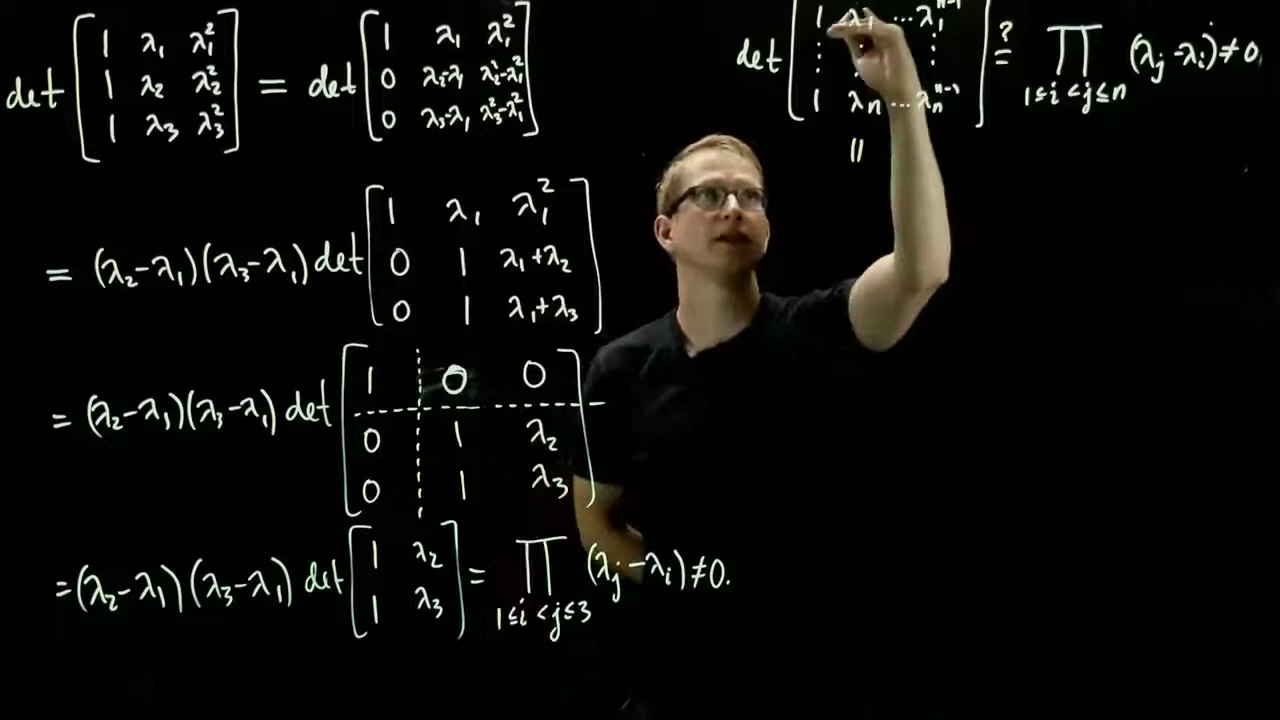 det [ 1 λ₁ λ₁² ; 1 λ₂ λ₂² ; 1 λ₃ λ₃² ] = det [ 1 λ₁ λ₁² ; 0 λ₂-λ₁ λ₂²-λ₁² ; 0 λ₃-λ₁ λ₃²-λ₁² ]
= (λ₂-λ₁)(λ₃-λ₁) det [ 1 λ₁ λ₁² ; 0 1 λ₁+λ₂ ; 0 1 λ₁+λ₃ ]
= (λ₂-λ₁)(λ₃-λ₁) det [ 1 0 0 ; 0 1 λ₂ ; 0 1 λ₃ ]
= (λ₂-λ₁)(λ₃-λ₁) det [ 1 λ₂ ; 1 λ₃ ] = ∏ 1≤i<j≤3 (λⱼ-λᵢ) ≠ 0.
det [ 1 λ₁ ⋯ λ₁ⁿ⁻¹ ; ⋮ ⋮ ⋮ ; 1 λₙ ⋯ λₙⁿ⁻¹ ] ?= ∏ 1≤i<j≤n (λⱼ-λᵢ) ≠ 0,
||